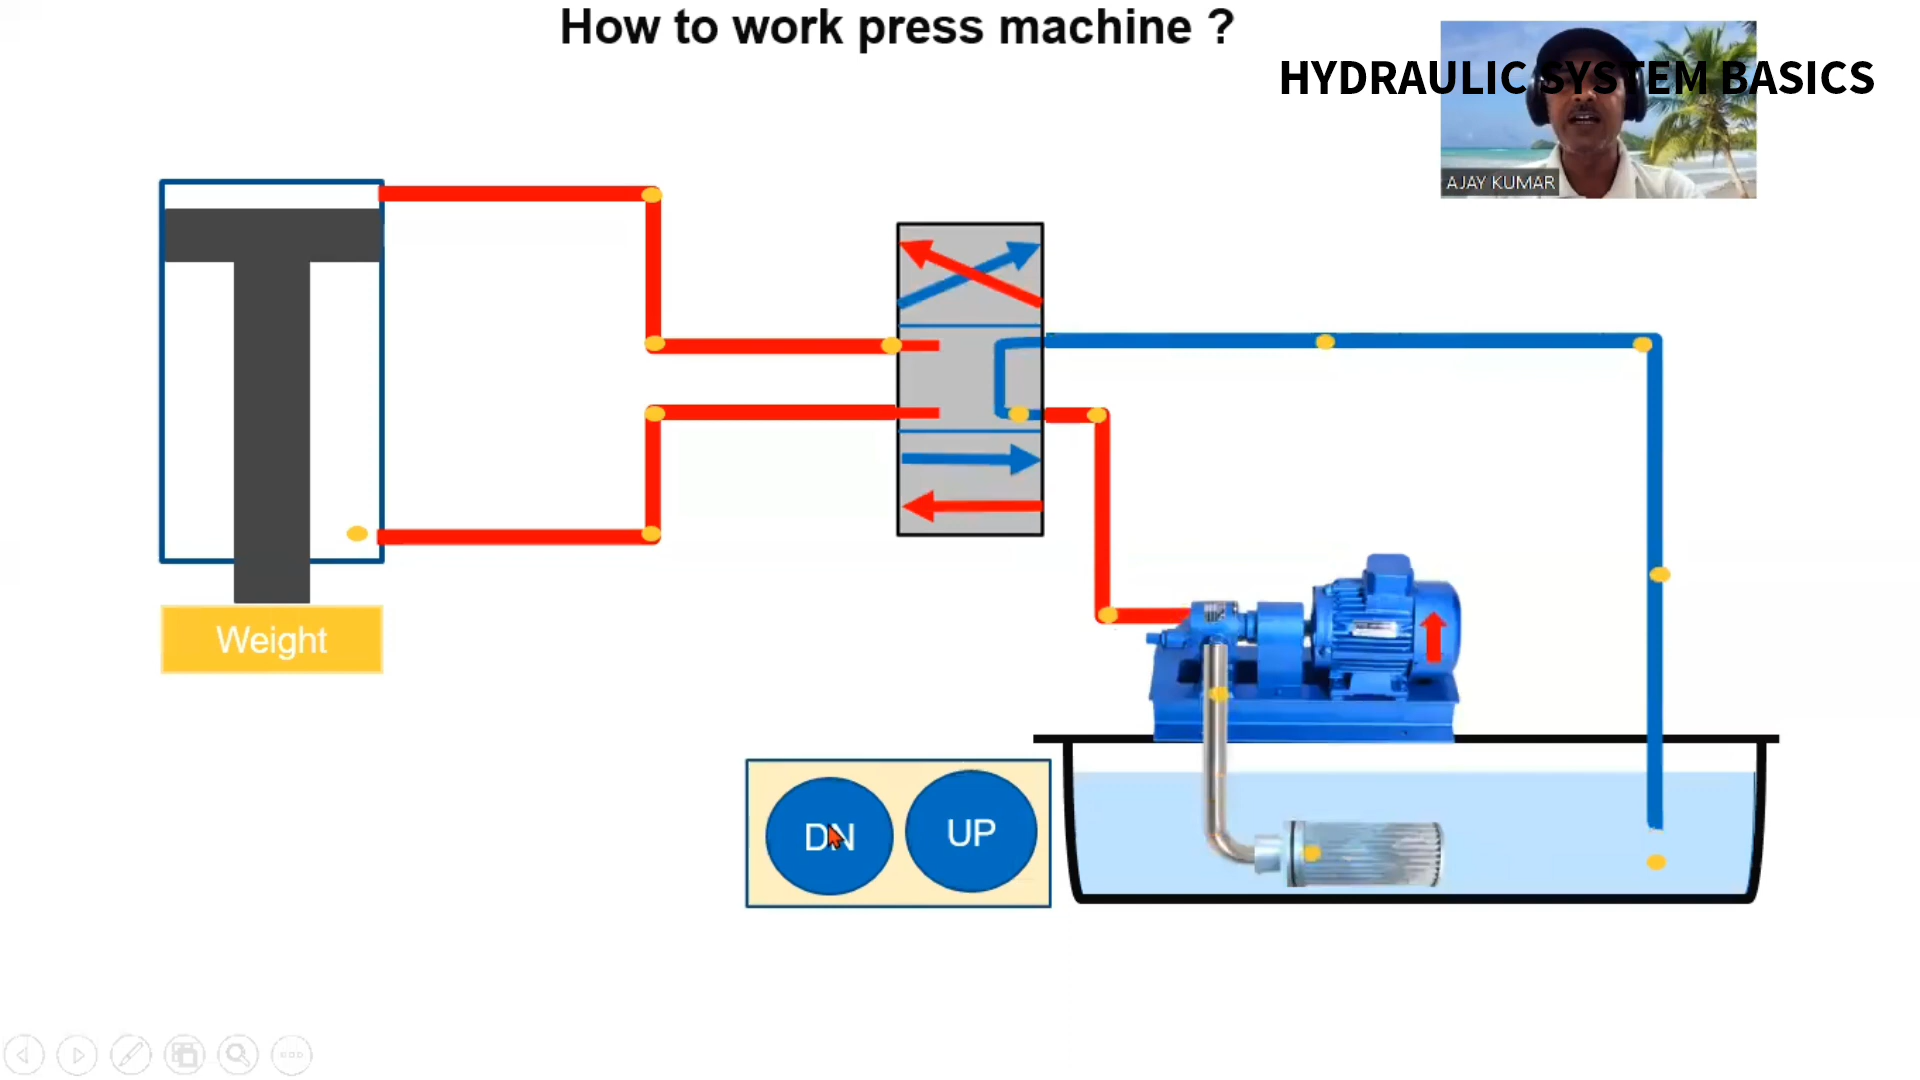 How to work press machine ?
HYDRAULIC SYSTEM BASICS
AJAY KUMAR
Weight
DN
UP